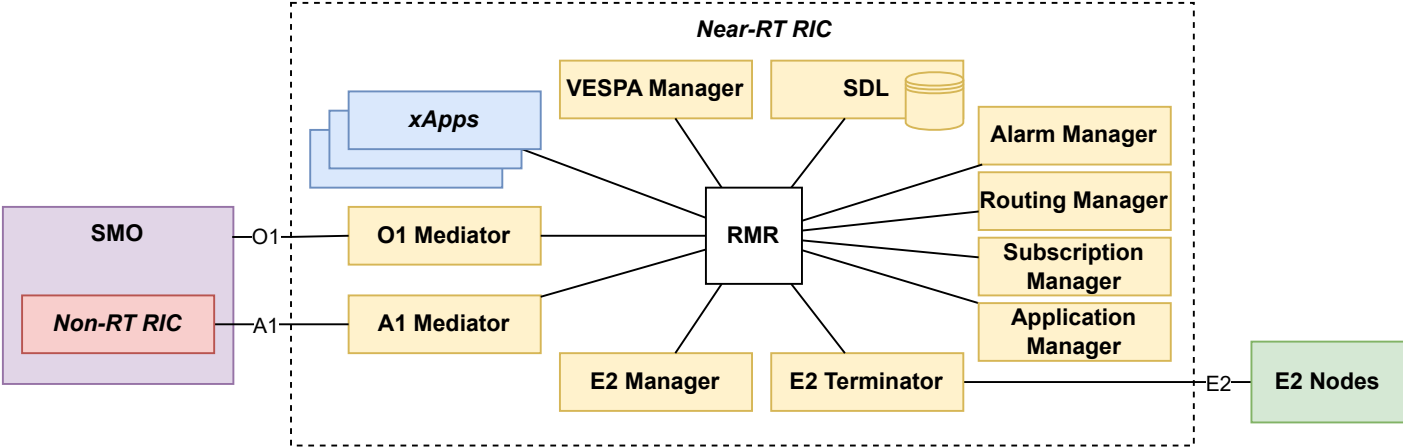 Near-RT RIC
VESPA Manager
SDL
xApps
Alarm Manager
Routing Manager
SMO
O1
O1 Mediator
RMR
Subscription
Manager
Non-RT RIC
A1
A1 Mediator
Application
Manager
E2 Manager
E2 Terminator
E2
E2 Nodes